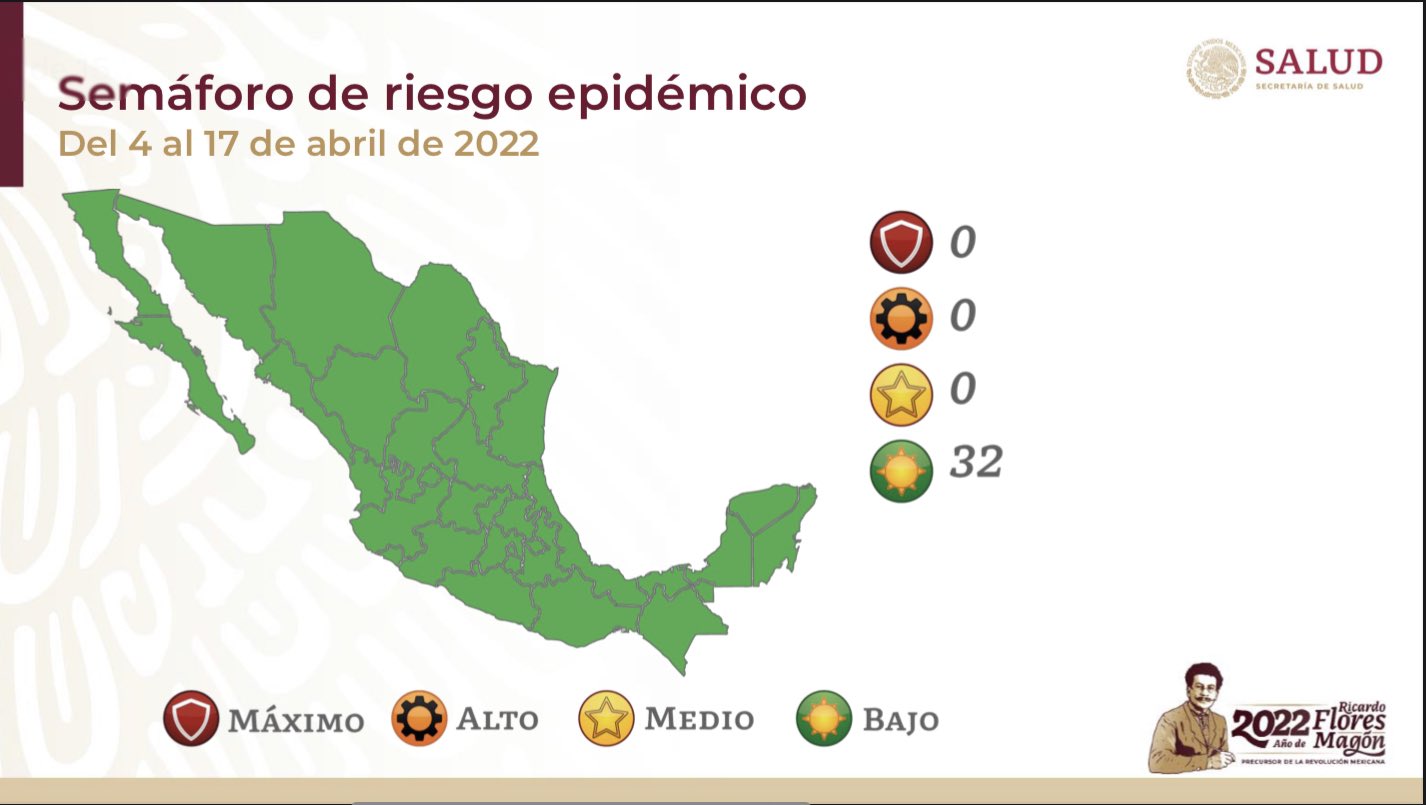 Semáforo de riesgo epidémico
Del 4 al 17 de abril de 2022
SALUD
SECRETARÍA DE SALUD
0
0
0
32
MÁXIMO
ALTO
MEDIO
BAJO
2022 Ricardo
Flores
Año de Magón
PRECURSOR DE LA REVOLUCIÓN MEXICANA